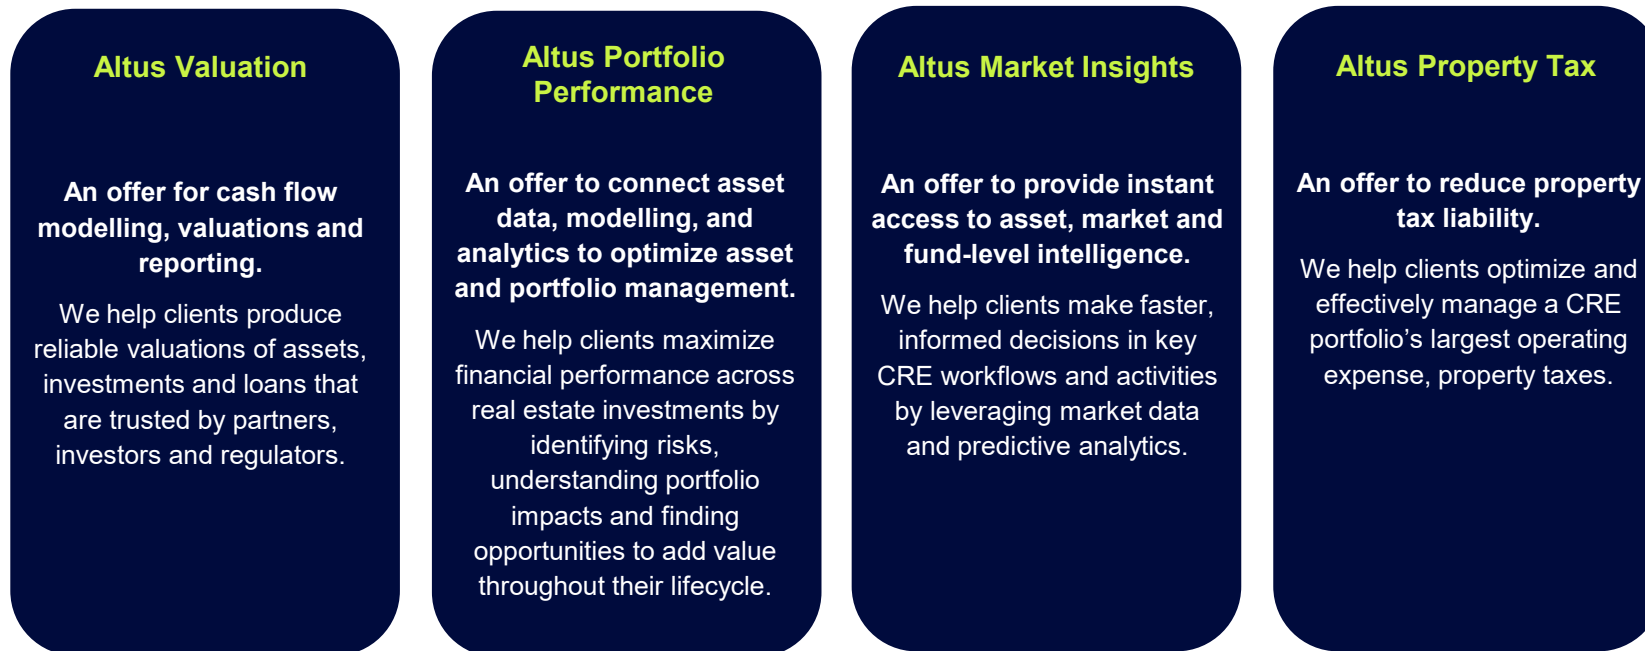 Altus Valuation
An offer for cash flow
modelling, valuations and
reporting.
We help clients produce
reliable valuations of assets,
investments and loans that
are trusted by partners,
investors and regulators.
Altus Portfolio
Performance
An offer to connect asset
data, modelling, and
analytics to optimize asset
and portfolio management.
We help clients maximize
financial performance across
real estate investments by
identifying risks,
understanding portfolio
impacts and finding
opportunities to add value
throughout their lifecycle.
Altus Market Insights
An offer to provide instant
access to asset, market and
fund-level intelligence.
We help clients make faster,
informed decisions in key
CRE workflows and activities
by leveraging market data
and predictive analytics.
Altus Property Tax
An offer to reduce property
tax liability.
We help clients optimize and
effectively manage a CRE
portfolio’s largest operating
expense, property taxes.